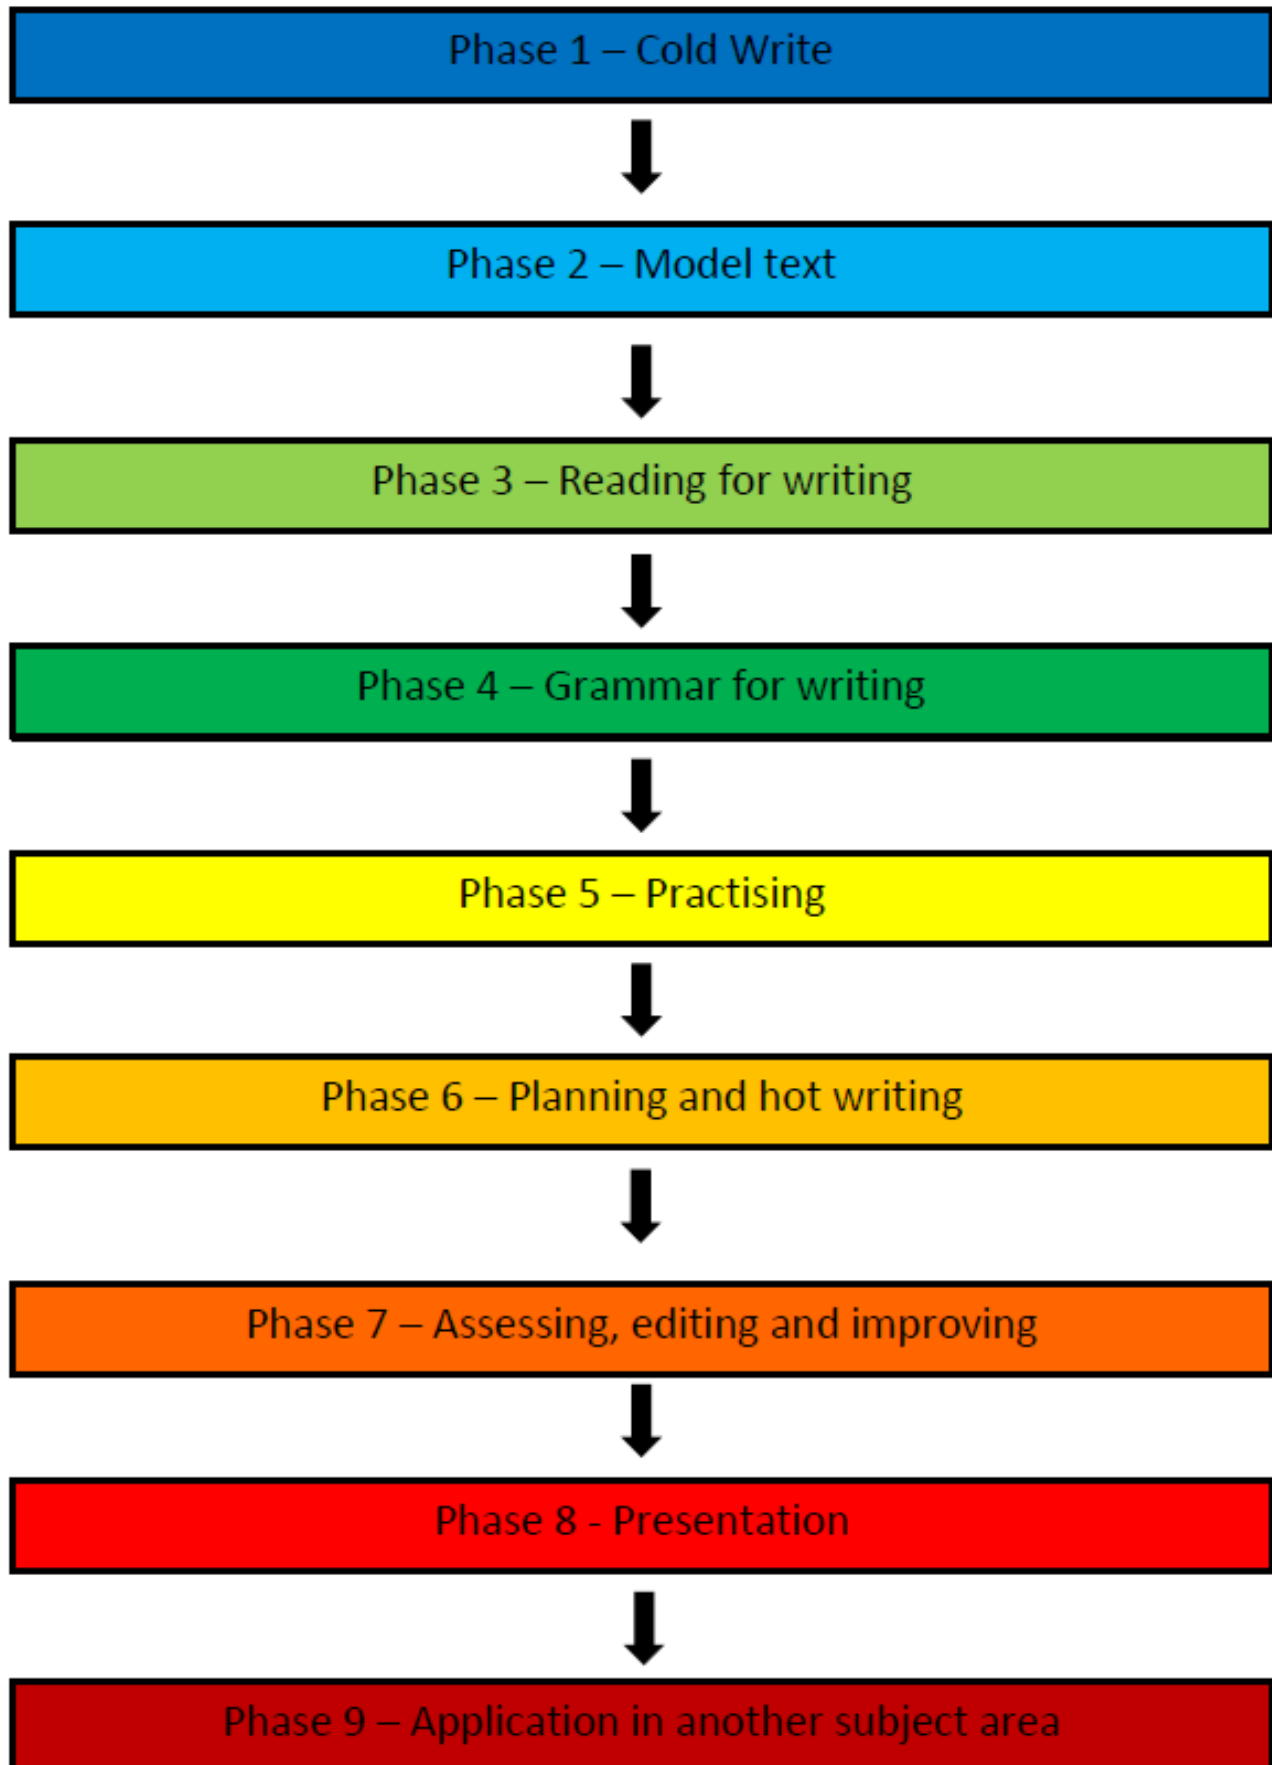 Phase 1 – Cold Write
Phase 2 – Model text
Phase 3 – Reading for writing
Phase 4 – Grammar for writing
Phase 5 – Practising
Phase 6 – Planning and hot writing
Phase 7 – Assessing, editing and improving
Phase 8 - Presentation
Phase 9 – Application in another subject area